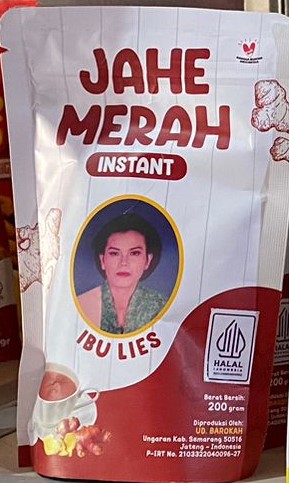 JAHE
MERAH
INSTANT
IBU LIES
HALAL
INDONESIA
Berat Bersih:
200 gram
Diproduksi Oleh:
UD. BAROKAH
Ungaran Kab. Semarang 50516
Jateng - Indonesia
P-IRT No. 2103322040096-27